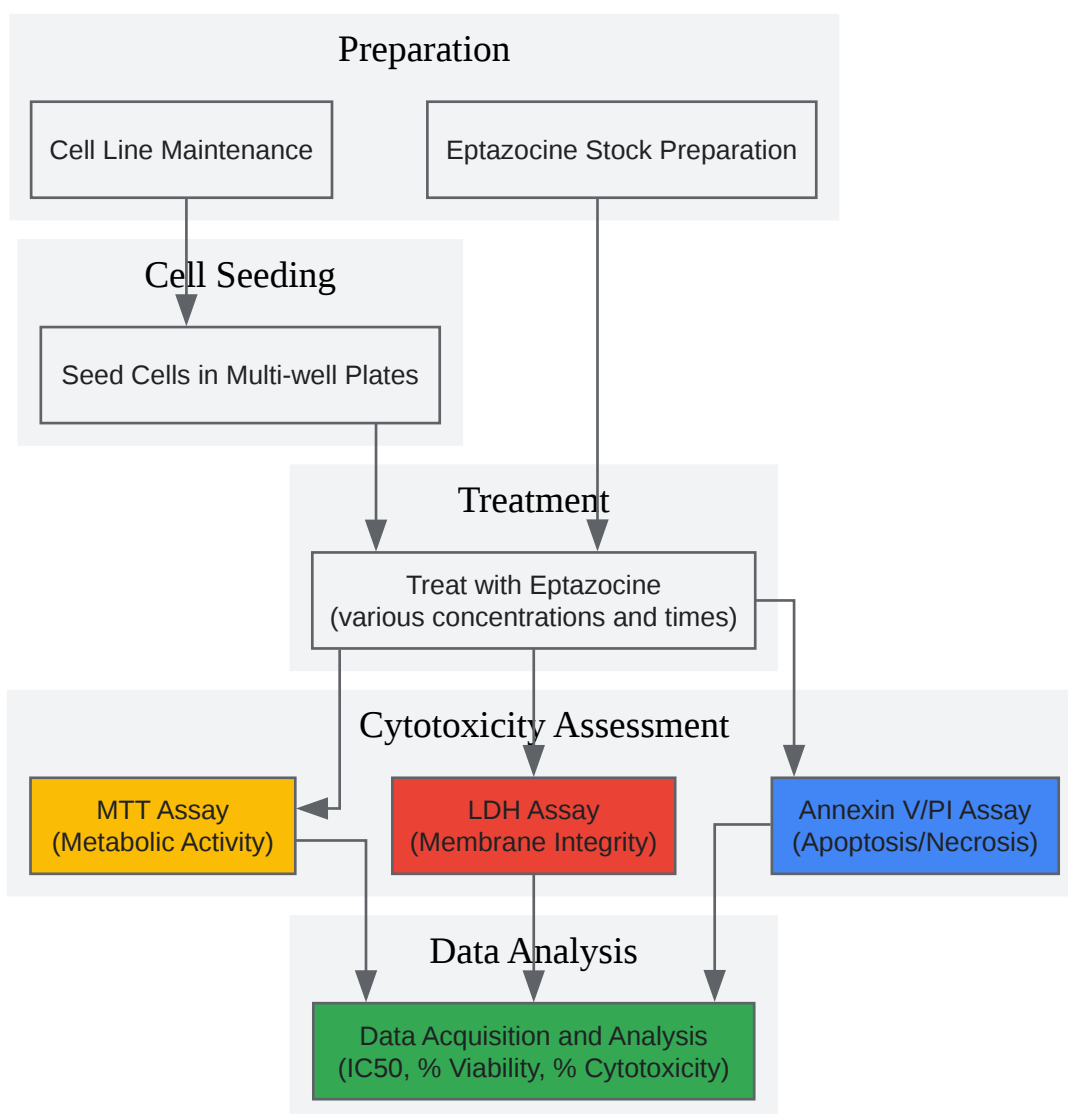 Preparation
Cell Line Maintenance
Eptazocine Stock Preparation
Cell Seeding
Seed Cells in Multi-well Plates
Treatment
Treat with Eptazocine
(various concentrations and times)
Cytotoxicity Assessment
MTT Assay
(Metabolic Activity)
LDH Assay
(Membrane Integrity)
Annexin V/PI Assay
(Apoptosis/Necrosis)
Data Analysis
Data Acquisition and Analysis
(IC50, % Viability, % Cytotoxicity)